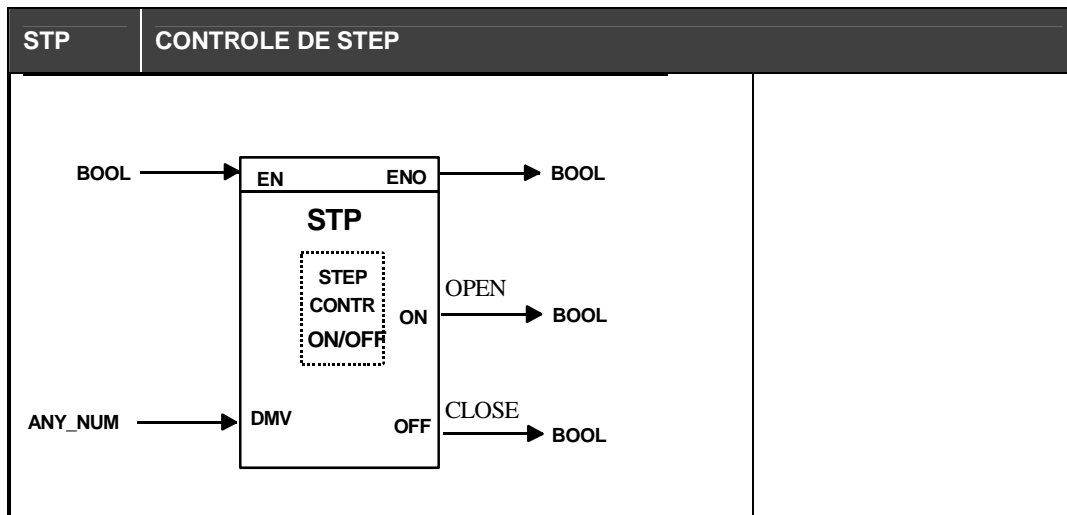 STP CONTROLE DE STEP
BOOL EN ENO BOOL
STP
STEP
CONTR
ON/OFF
OPEN
ON BOOL
ANY_NUM DMV
CLOSE
OFF BOOL